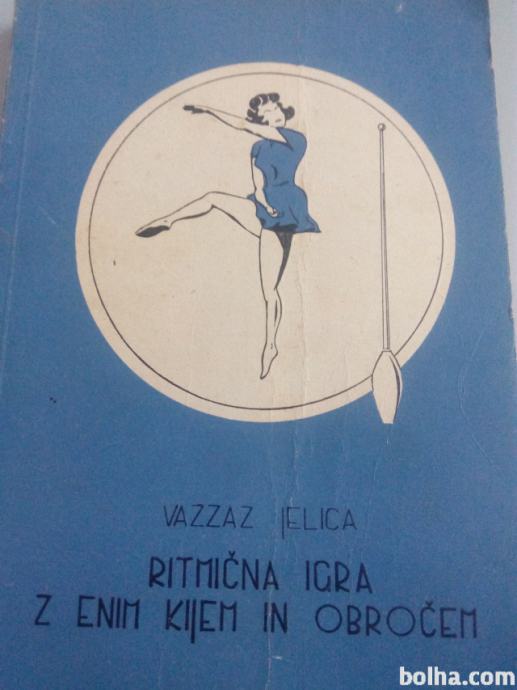 VAZZAZ JELICA
RITMIČNA IGRA
Z ENIM KIJEM IN OBROČEM
bolha.com